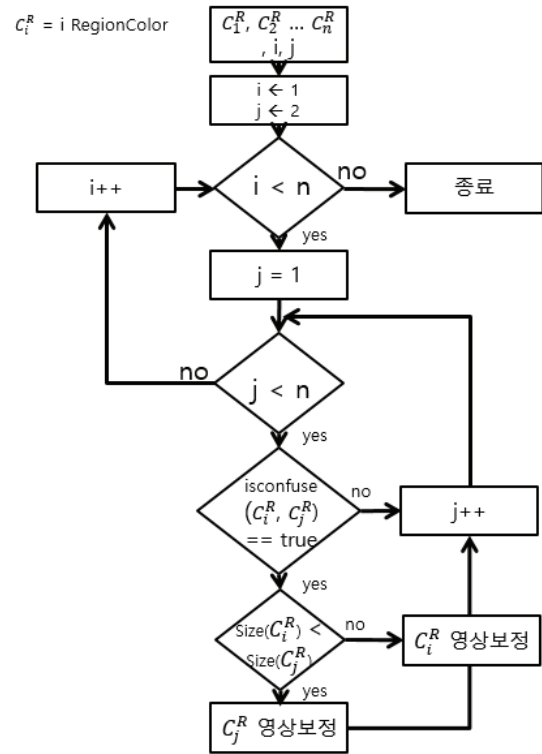 C_i^R = i RegionColor
C_1^R, C_2^R ... C_n^R
, i, j
i ← 1
j ← 2
i++
i < n
no
종료
yes
j = 1
no
j < n
yes
isconfuse
(C_i^R, C_j^R)
== true
no
j++
yes
Size(C_i^R) <
Size(C_j^R)
no
C_i^R 영상보정
yes
C_j^R 영상보정